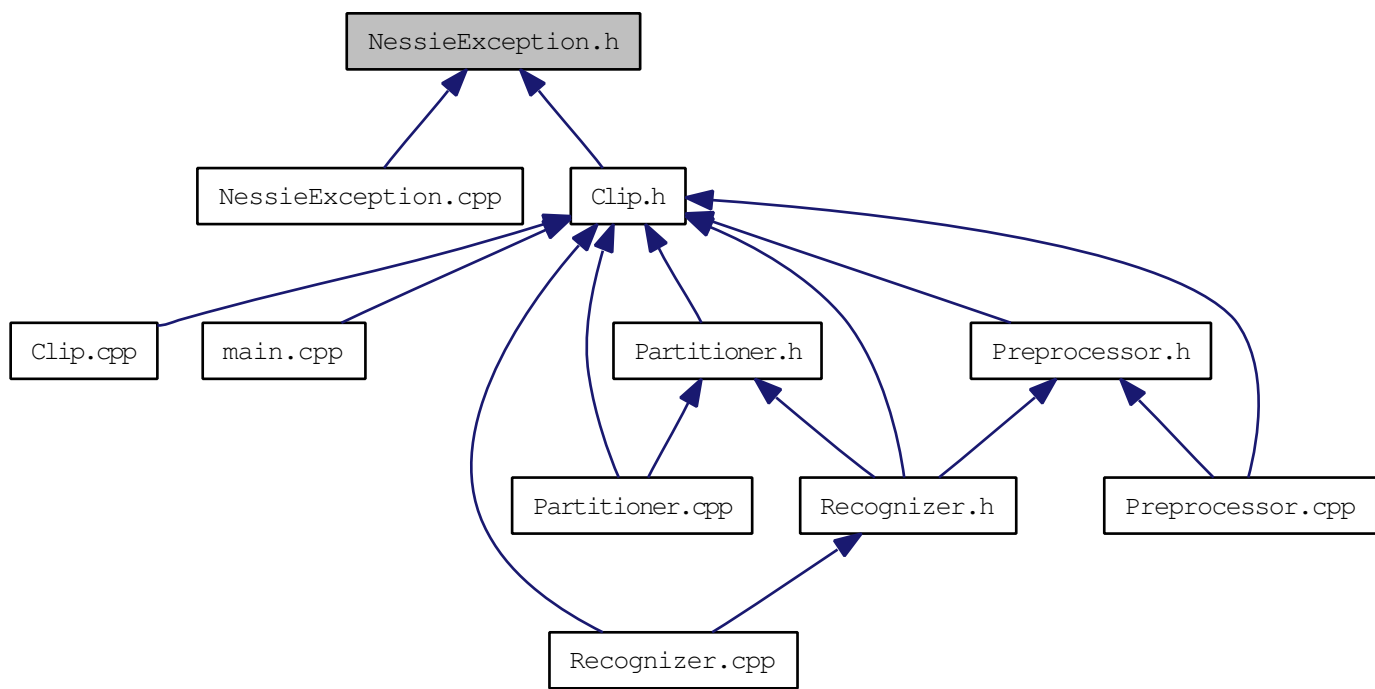 NessieException.h
NessieException.cpp
Clip.h
Clip.cpp
main.cpp
Partitioner.h
Preprocessor.h
Partitioner.cpp
Recognizer.h
Preprocessor.cpp
Recognizer.cpp